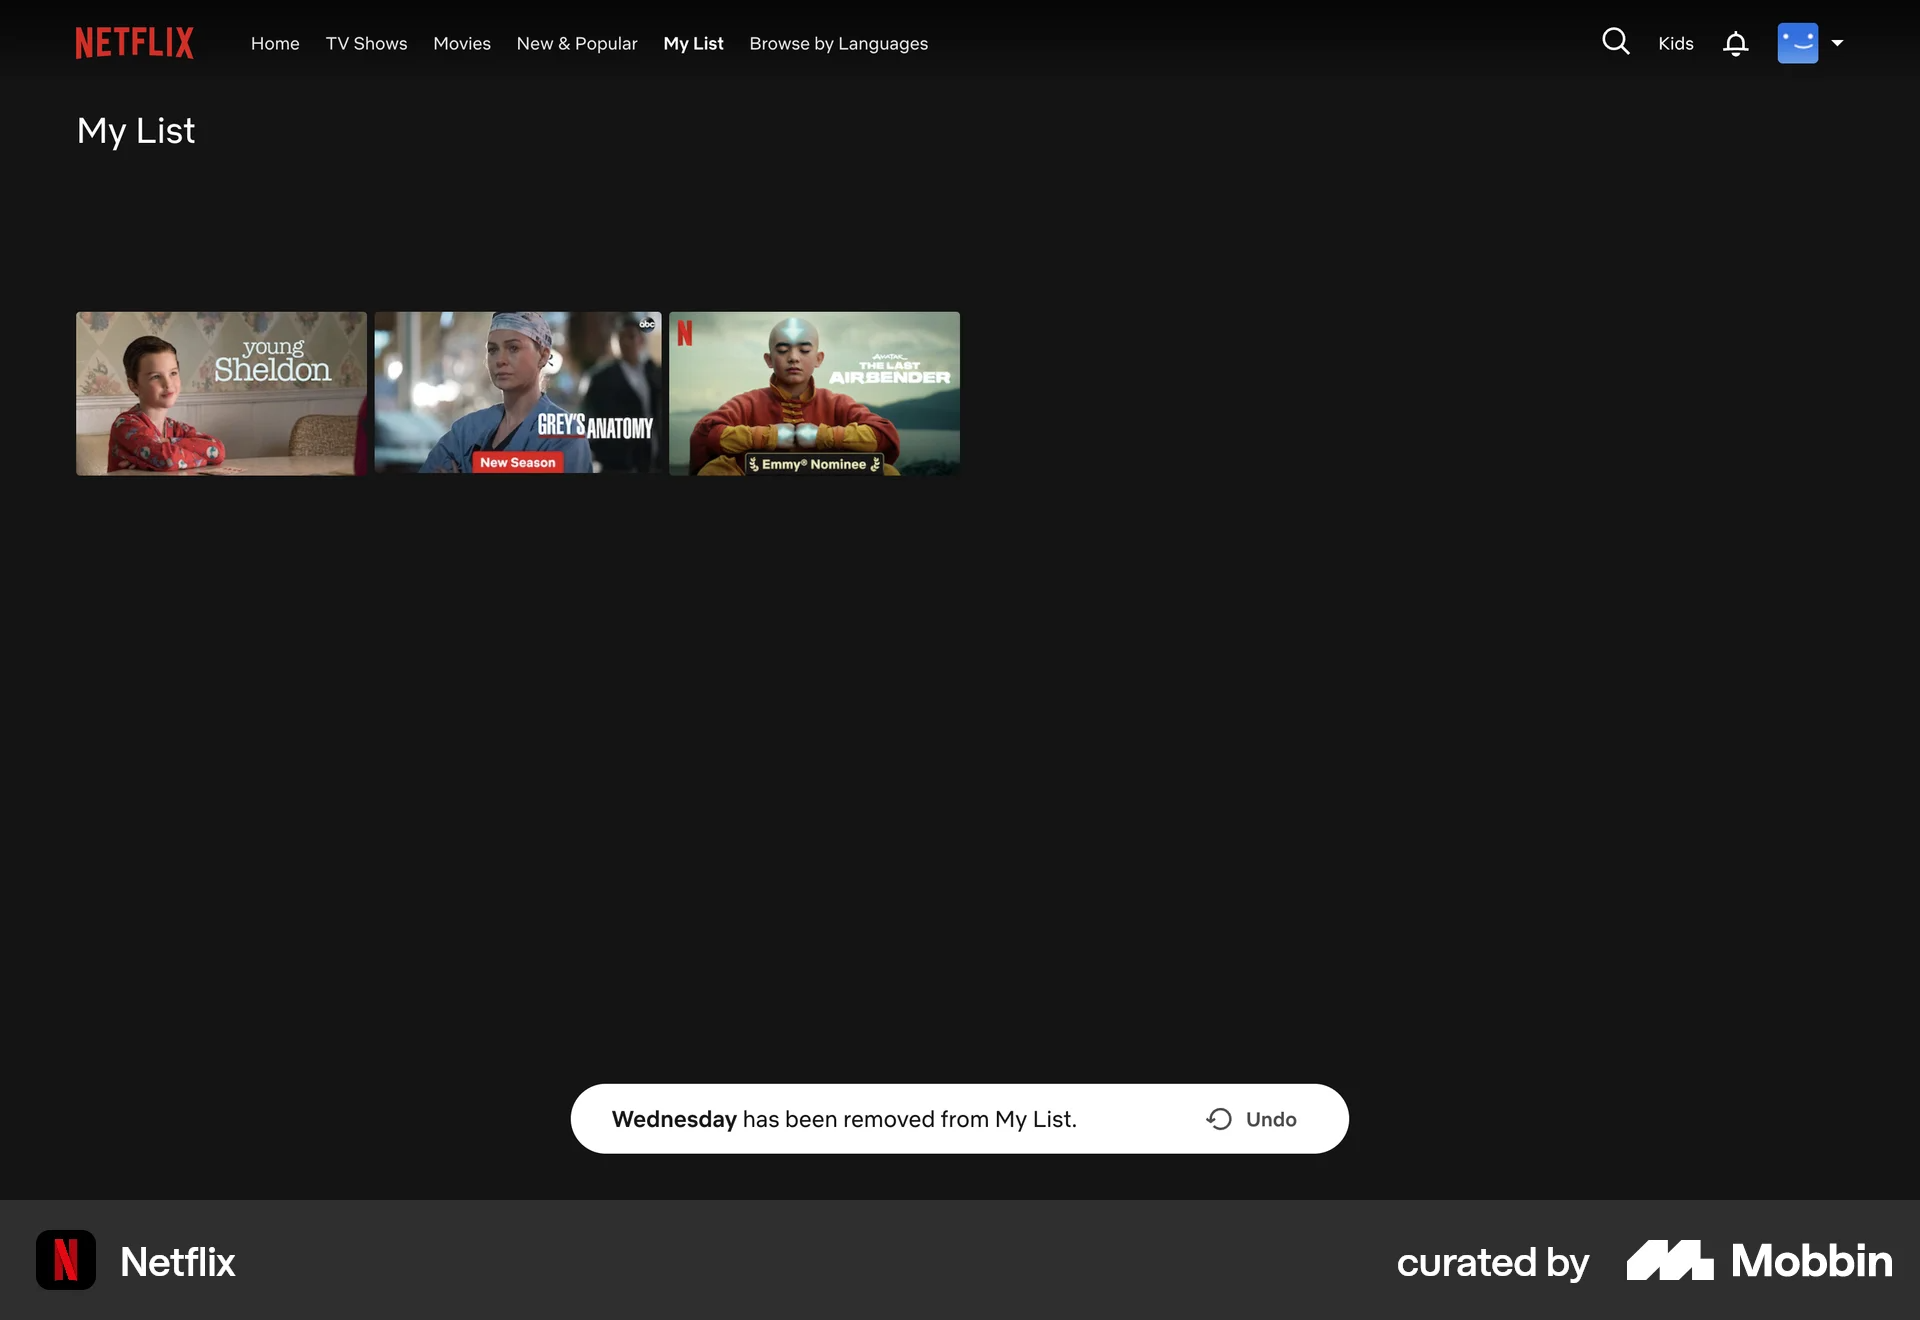 NETFLIX Home TV Shows Movies New & Popular My List Browse by Languages Kids
My List
young
Sheldon
abc
GREY'S ANATOMY
New Season
N
AVATAR
THE LAST
AIRBENDER
Emmy® Nominee
Wednesday has been removed from My List. Undo
N Netflix curated by Mobbin